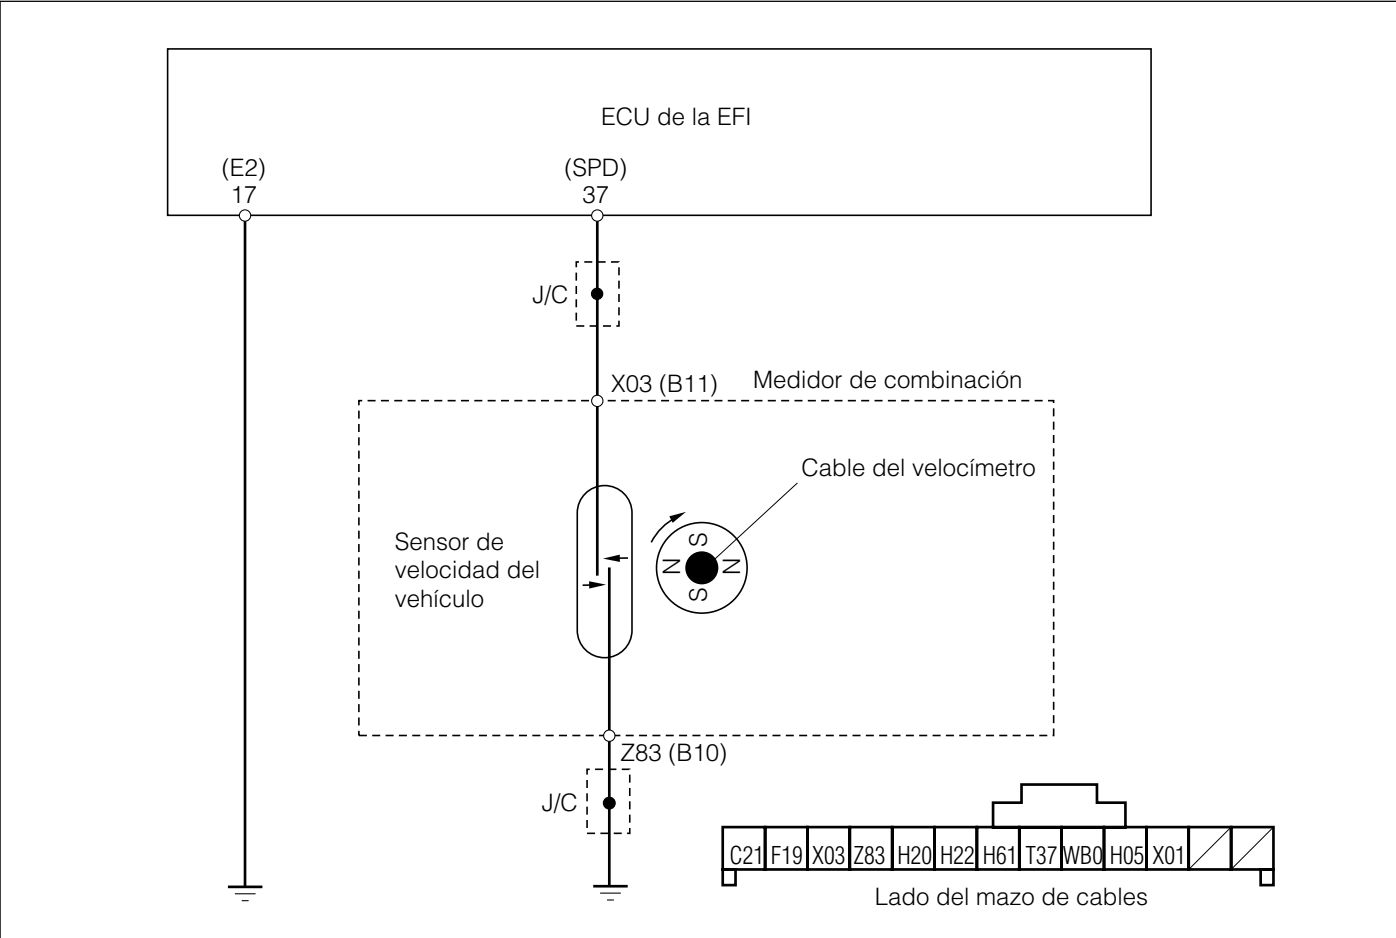 ECU de la EFI
(E2)
17
(SPD)
37
J/C
X03 (B11)
Medidor de combinación
Cable del velocímetro
Sensor de
velocidad del
vehículo
S
N
N
S
Z83 (B10)
J/C
C21 F19 X03 Z83 H20 H22 H61 T37 WB0 H05 X01
Lado del mazo de cables